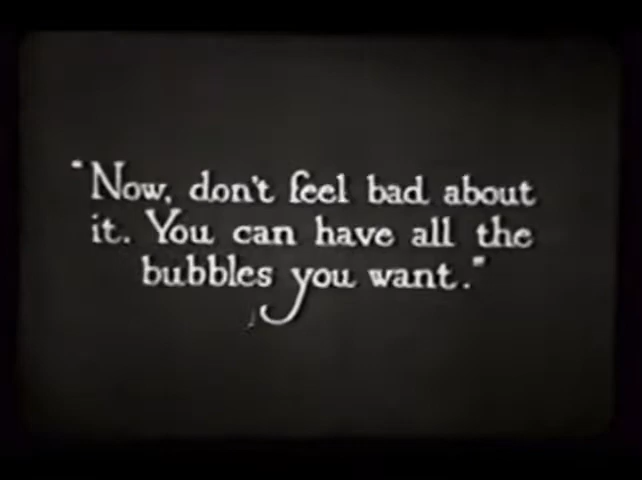 "Now, don't feel bad about
it. You can have all the
bubbles you want."